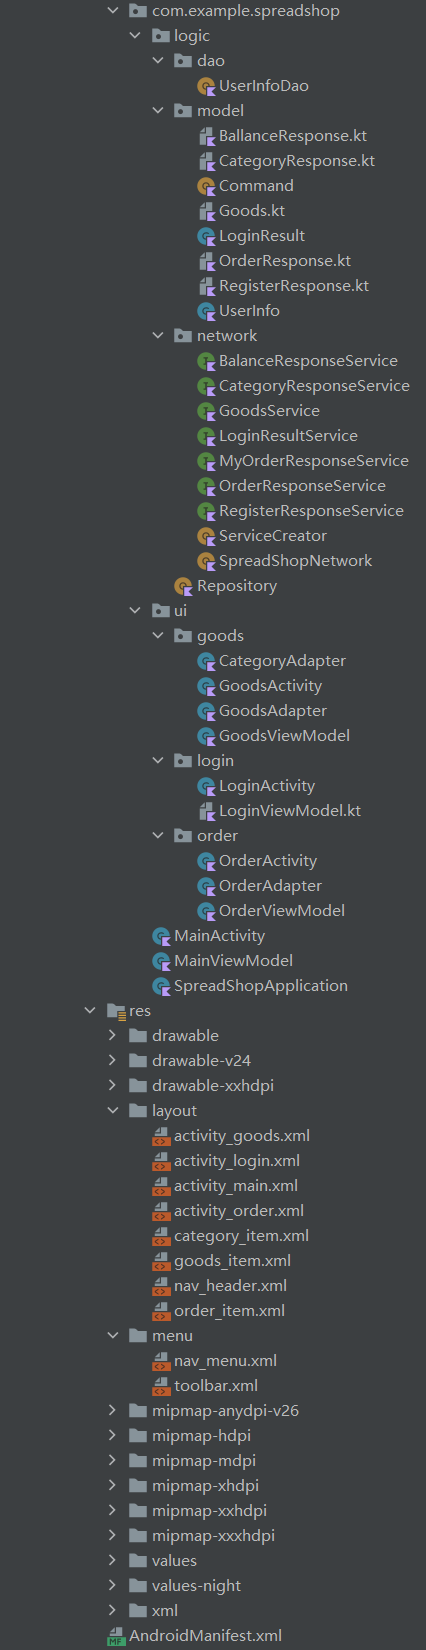 com.example.spreadshop
logic
dao
UserInfoDao
model
BallanceResponse.kt
CategoryResponse.kt
Command
Goods.kt
LoginResult
OrderResponse.kt
RegisterResponse.kt
UserInfo
network
BalanceResponseService
CategoryResponseService
GoodsService
LoginResultService
MyOrderResponseService
OrderResponseService
RegisterResponseService
ServiceCreator
SpreadShopNetwork
Repository
ui
goods
CategoryAdapter
GoodsActivity
GoodsAdapter
GoodsViewModel
login
LoginActivity
LoginViewModel.kt
order
OrderActivity
OrderAdapter
OrderViewModel
MainActivity
MainViewModel
SpreadShopApplication
res
drawable
drawable-v24
drawable-xxhdpi
layout
activity_goods.xml
activity_login.xml
activity_main.xml
activity_order.xml
category_item.xml
goods_item.xml
nav_header.xml
order_item.xml
menu
nav_menu.xml
toolbar.xml
mipmap-anydpi-v26
mipmap-hdpi
mipmap-mdpi
mipmap-xhdpi
mipmap-xxhdpi
mipmap-xxxhdpi
values
values-night
xml
AndroidManifest.xml